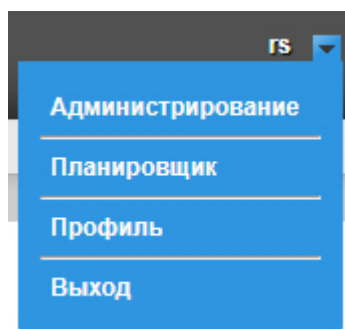 rs
Администрирование
Планировщик
Профиль
Выход